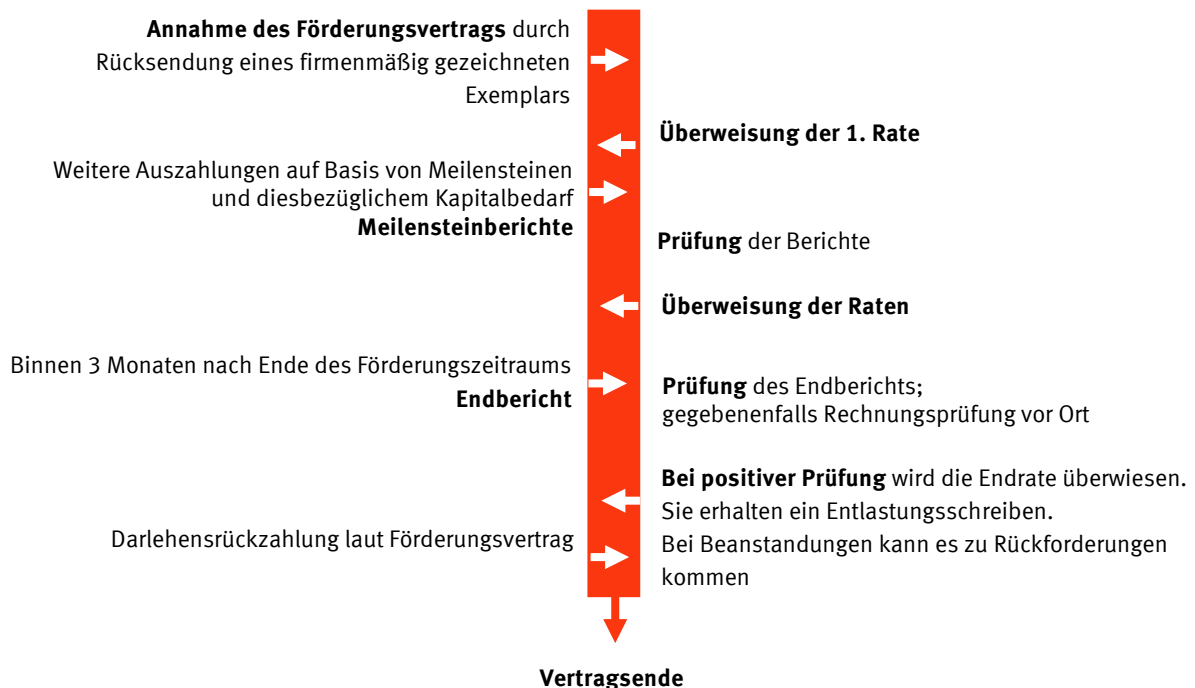 Annahme des Förderungsvertrags durch
Rücksendung eines firmenmäßig gezeichneten
Exemplars
Überweisung der 1. Rate
Weitere Auszahlungen auf Basis von Meilensteinen
und diesbezüglichem Kapitalbedarf
Meilensteinberichte
Prüfung der Berichte
Überweisung der Raten
Binnen 3 Monaten nach Ende des Förderungszeitraums
Endbericht
Prüfung des Endberichts;
gegebenenfalls Rechnungsprüfung vor Ort
Bei positiver Prüfung wird die Endrate überwiesen.
Sie erhalten ein Entlastungsschreiben.
Bei Beanstandungen kann es zu Rückforderungen
kommen
Darlehensrückzahlung laut Förderungsvertrag
Vertragsende